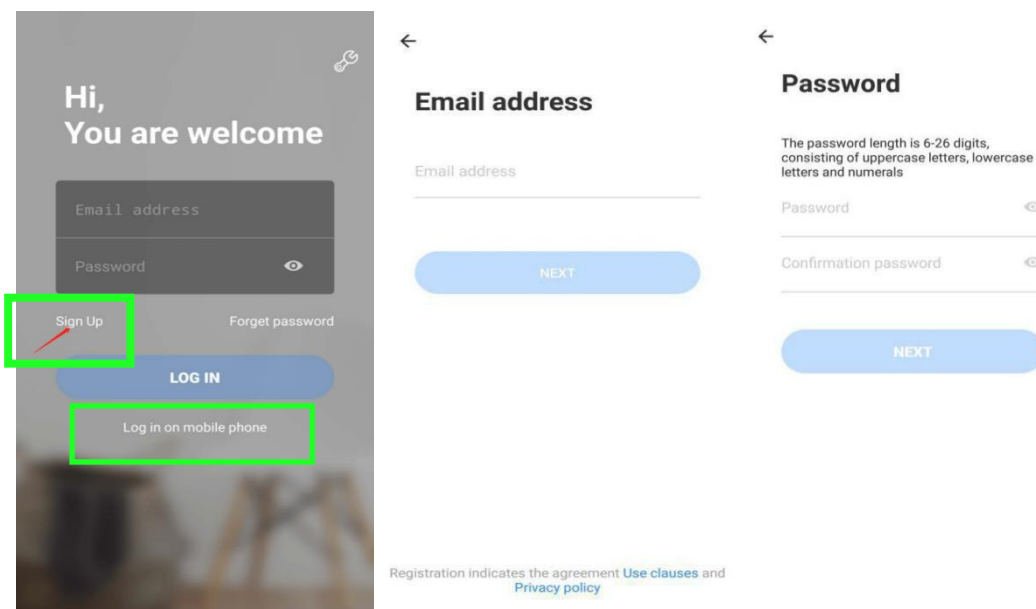 Hi,
You are welcome
Email address
Password
Sign Up
Forget password
LOG IN
Log in on mobile phone
Email address
Email address
NEXT
Registration indicates the agreement Use clauses and
Privacy policy
Password
The password length is 6-26 digits,
consisting of uppercase letters, lowercase
letters and numerals
Password
Confirmation password
NEXT